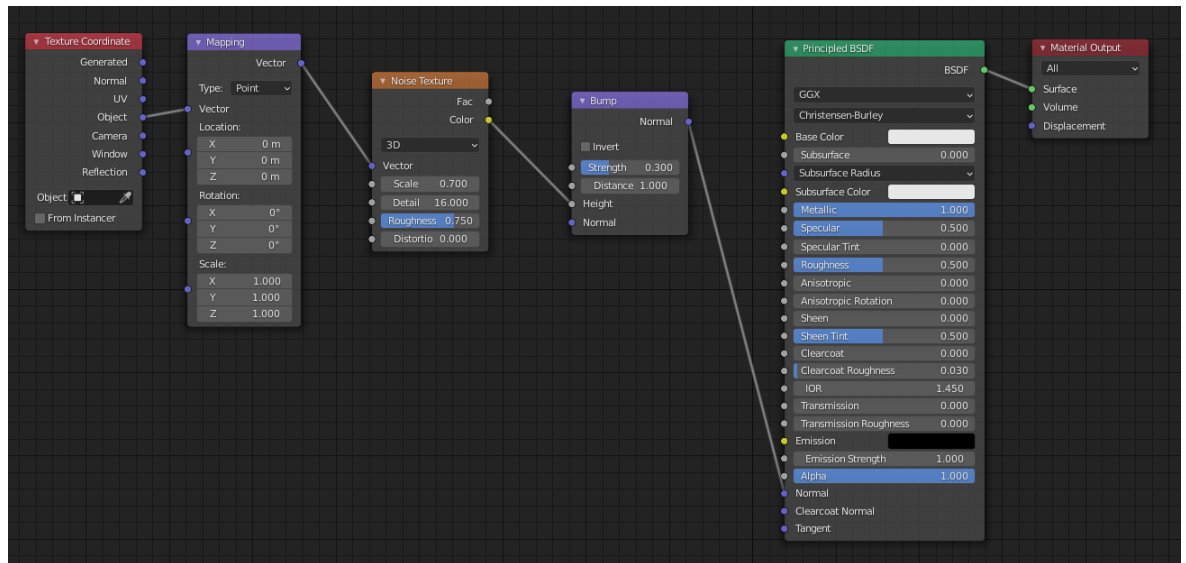 Texture Coordinate
Generated
Normal
UV
Object
Camera
Window
Reflection
Object
From Instancer
Mapping
Vector
Type: Point
Vector
Location:
X 0 m
Y 0 m
Z 0 m
Rotation:
X 0°
Y 0°
Z 0°
Scale:
X 1.000
Y 1.000
Z 1.000
Noise Texture
Fac
Color
3D
Vector
Scale 0.700
Detail 16.000
Roughness 0.750
Distortio 0.000
Bump
Normal
Invert
Strength 0.300
Distance 1.000
Height
Normal
Principled BSDF
BSDF
GGX
Christensen-Burley
Base Color
Subsurface 0.000
Subsurface Radius
Subsurface Color
Metallic 1.000
Specular 0.500
Specular Tint 0.000
Roughness 0.500
Anisotropic 0.000
Anisotropic Rotation 0.000
Sheen 0.000
Sheen Tint 0.500
Clearcoat 0.000
Clearcoat Roughness 0.030
IOR 1.450
Transmission 0.000
Transmission Roughness 0.000
Emission
Emission Strength 1.000
Alpha 1.000
Normal
Clearcoat Normal
Tangent
Material Output
All
Surface
Volume
Displacement